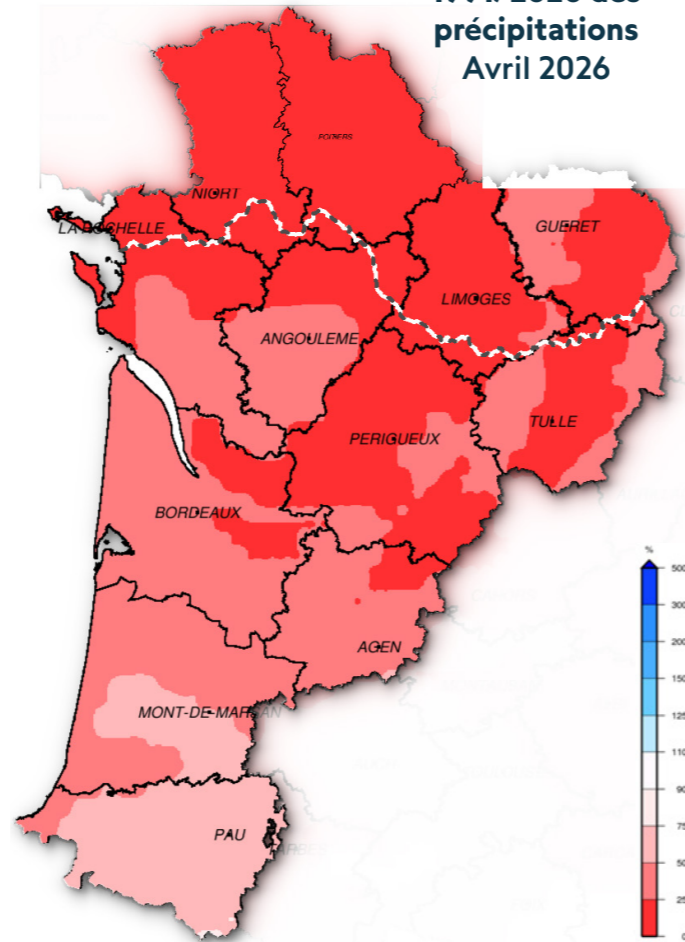 précipitations
Avril 2026
POITIERS
NIORT
LA ROCHELLE
GUERET
LIMOGES
ANGOULEME
TULLE
PERIGUEUX
BORDEAUX
AGEN
MONT-DE-MARSAN
PAU
TARBES
%
500
300
200
150
110
90
75
50
25
0